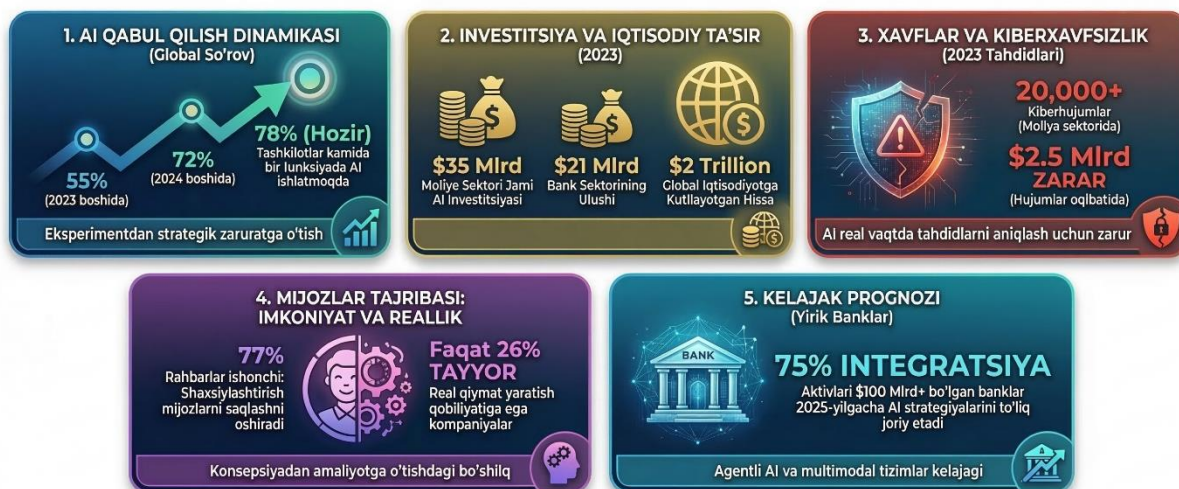 1. AI QABUL QILISH DINAMIKASI
(Global So'rov)
55%
(2023 boshida)
72%
(2024 boshida)
78% (Hozir)
Tashkilotlar kamida
bir lunksiyada AI
ishlatmoqda
Eksperimentdan strategik zaruratga o'tish
2. INVESTITSIYA VA IQTISODIY TA'SIR
(2023)
$35 Mlrd
Moliye Sektori Jami
AI Investitsiyasi
$21 Mlrd
Bank Sektorining
Ulushi
$2 Trillion
Global Iqtisodiyotga
Kutllayotgan Hissa
3. XAVFLAR VA KIBERXAVFSIZLIK
(2023 Tahdidlari)
20,000+
Kiberhujumlar
(Mollya sektorida)
$2.5 Mlrd
ZARAR
(Hujumlar oqlbatida)
AI real vaqtda tahdidlarni aniqlash uchun zarur
4. MIJOZLAR TAJRIBASI:
IMKONIYAT VA REALLIK
77%
Rahbarlar ishonchi:
Shaxsiylashtirish
mijozlarni saqlashni
oshiradi
Faqat 26%
TAYYOR
Real qiymat yaratish
qobiliyatiga ega
kompaniyalar
Konsepsiyadan amaliyotga o'tishdagi bo'shilq
5. KELAJAK PROGNOZI
(Yirik Banklar)
BANK
75% INTEGRATSIYA
Aktivlari $100 Mlrd+ bo'lgan banklar
2025-yilgacha AI strategiyalarini to'liq
joriy etadi
Agentli AI va multimodal tizimlar kelajagi